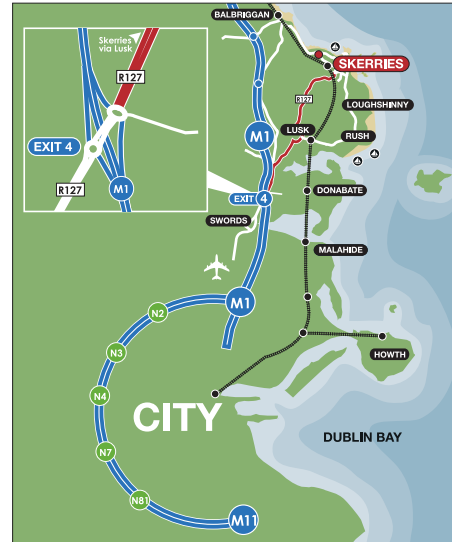 BALBRIGGAN
Skerries
via Lusk
R127
EXIT 4
R127
M1
SKERRIES
R127
LOUGHSHINNY
M1
LUSK
RUSH
EXIT 4
DONABATE
SWORDS
MALAHIDE
M1
N2
N3
HOWTH
N4
CITY
DUBLIN BAY
N7
N81
M11